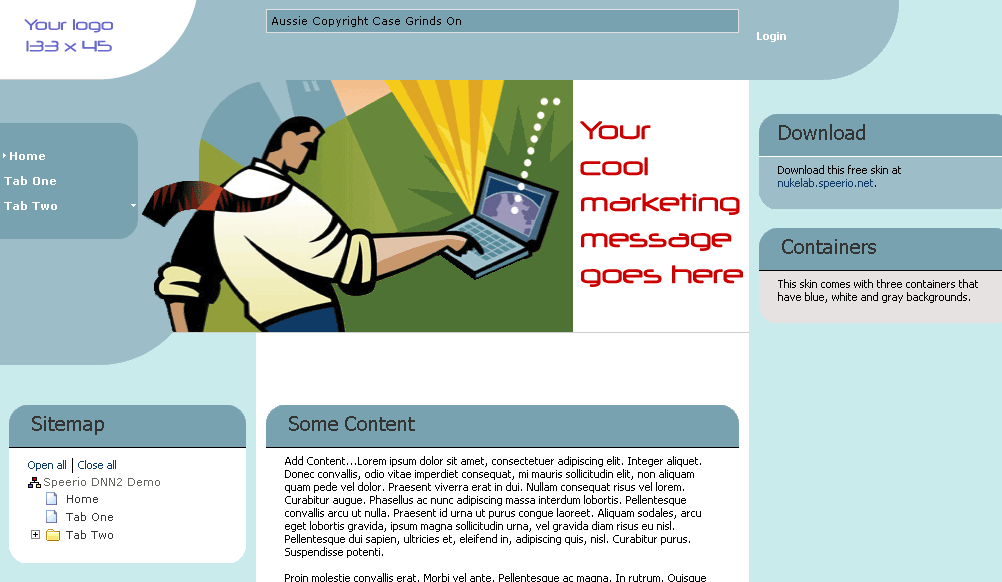 Your logo
133 x 45
Aussie Copyright Case Grinds On
Login
Home
Tab One
Tab Two
Your
cool
marketing
message
goes here
Download
Download this free skin at
nukelab.speerio.net.
Containers
This skin comes with three containers that
have blue, white and gray backgrounds.
Sitemap
Open all | Close all
Speerio DNN2 Demo
Home
Tab One
Tab Two
Some Content
Add Content...Lorem ipsum dolor sit amet, consectetuer adipiscing elit. Integer aliquet.
Donec convallis, odio vitae imperdiet consequat, mi mauris sollicitudin elit, non aliquam
quam pede vel dolor. Praesent viverra erat in dui. Nullam consequat risus vel lorem.
Curabitur augue. Phasellus ac nunc adipiscing massa interdum lobortis. Pellentesque
convallis arcu ut nulla. Praesent id urna ut purus congue laoreet. Aliquam sodales, arcu
eget lobortis gravida, ipsum magna sollicitudin urna, vel gravida diam risus eu nisl.
Pellentesque dui sapien, ultricies et, eleifend in, adipiscing quis, nisl. Curabitur purus.
Suspendisse potenti.
Proin molestie convallis erat. Morbi vel ante. Pellentesque ac magna. In rutrum. Quisque